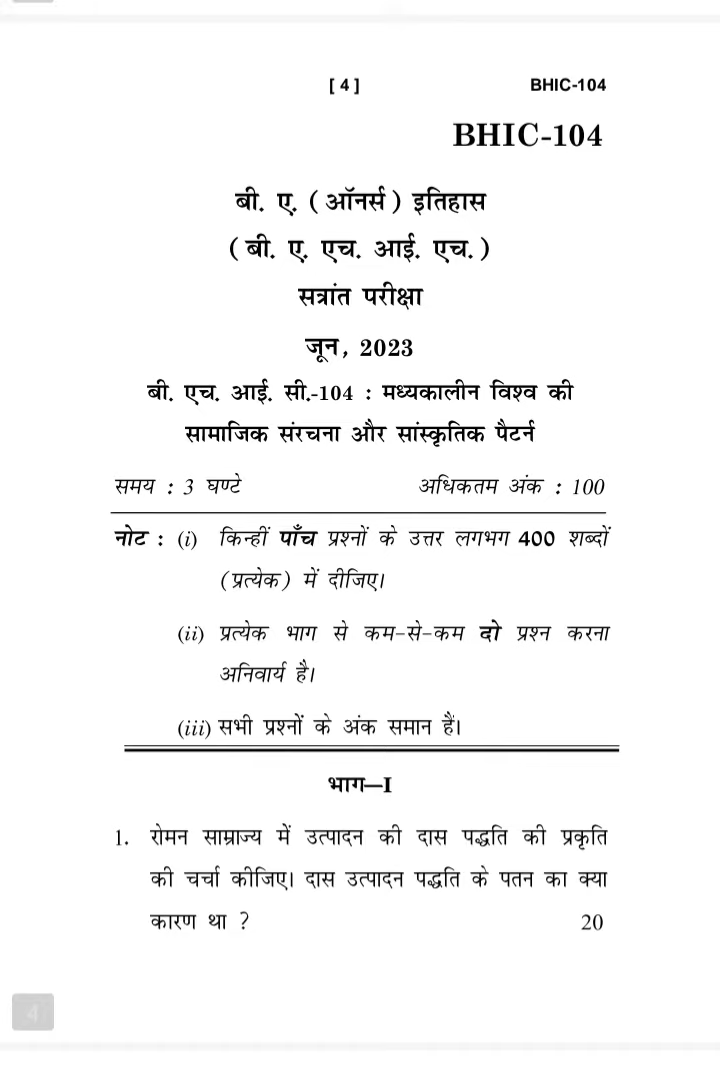 [ 4 ] BHIC-104
BHIC-104
बी. ए. ( ऑनर्स ) इतिहास
( बी. ए. एच. आई. एच. )
सत्रांत परीक्षा
जून, 2023
बी. एच. आई. सी.-104 : मध्यकालीन विश्व की
सामाजिक संरचना और सांस्कृतिक पैटर्न
समय : 3 घण्टे अधिकतम अंक : 100
नोट : (i) किन्हीं पाँच प्रश्नों के उत्तर लगभग 400 शब्दों
(प्रत्येक) में दीजिए।
(ii) प्रत्येक भाग से कम-से-कम दो प्रश्न करना
अनिवार्य है।
(iii) सभी प्रश्नों के अंक समान हैं।
भाग—I
1. रोमन साम्राज्य में उत्पादन की दास पद्धति की प्रकृति
की चर्चा कीजिए। दास उत्पादन पद्धति के पतन का क्या
कारण था ? 20
4